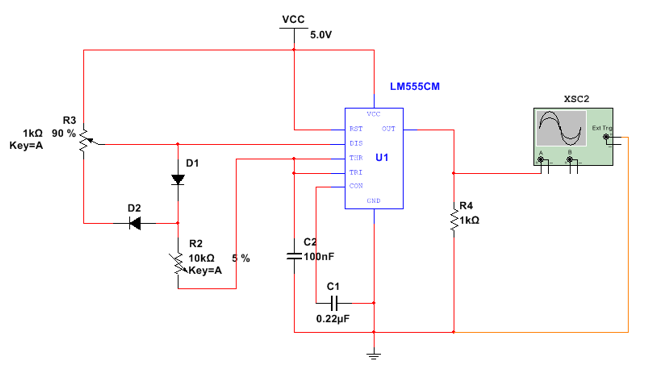 VCC
5.0V
LM555CM
XSC2
R3
1kΩ 90 %
Key=A
VCC
RST OUT
DIS
THR
TRI
CON
GND
U1
Ext Trig
A B
D1
D2
R2
10kΩ 5 %
Key=A
C2
100nF
R4
1kΩ
C1
0.22µF